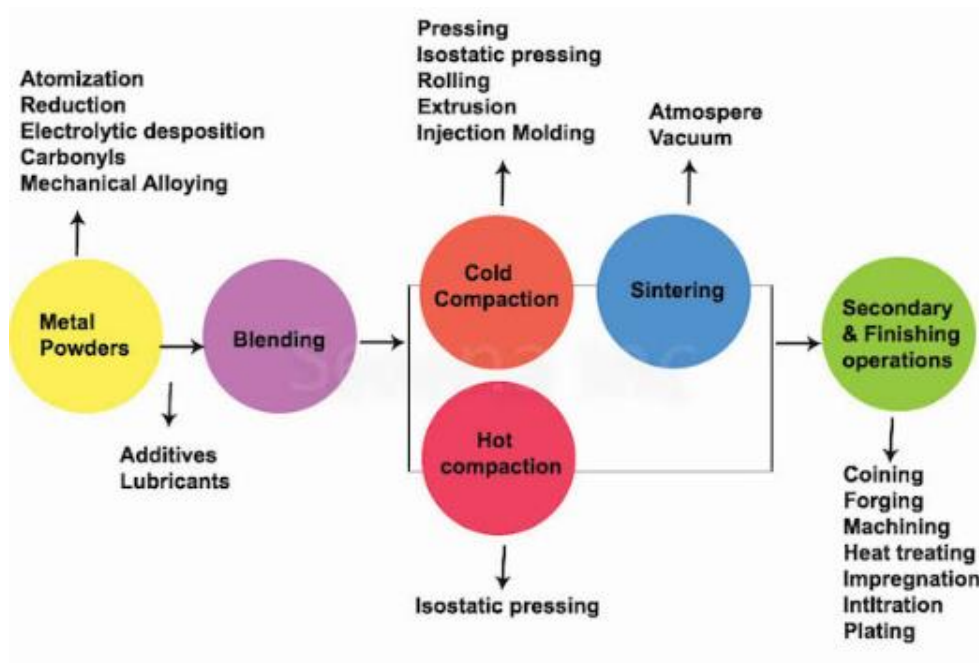 Pressing
Isostatic pressing
Rolling
Extrusion
Injection Molding
Atomization
Reduction
Electrolytic desposition
Carbonyls
Mechanical Alloying
Atmospere
Vacuum
Metal
Powders
Blending
Cold
Compaction
Sintering
Secondary
& Finishing
operations
Additives
Lubricants
Hot
compaction
Isostatic pressing
Coining
Forging
Machining
Heat treating
Impregnation
Intltration
Plating